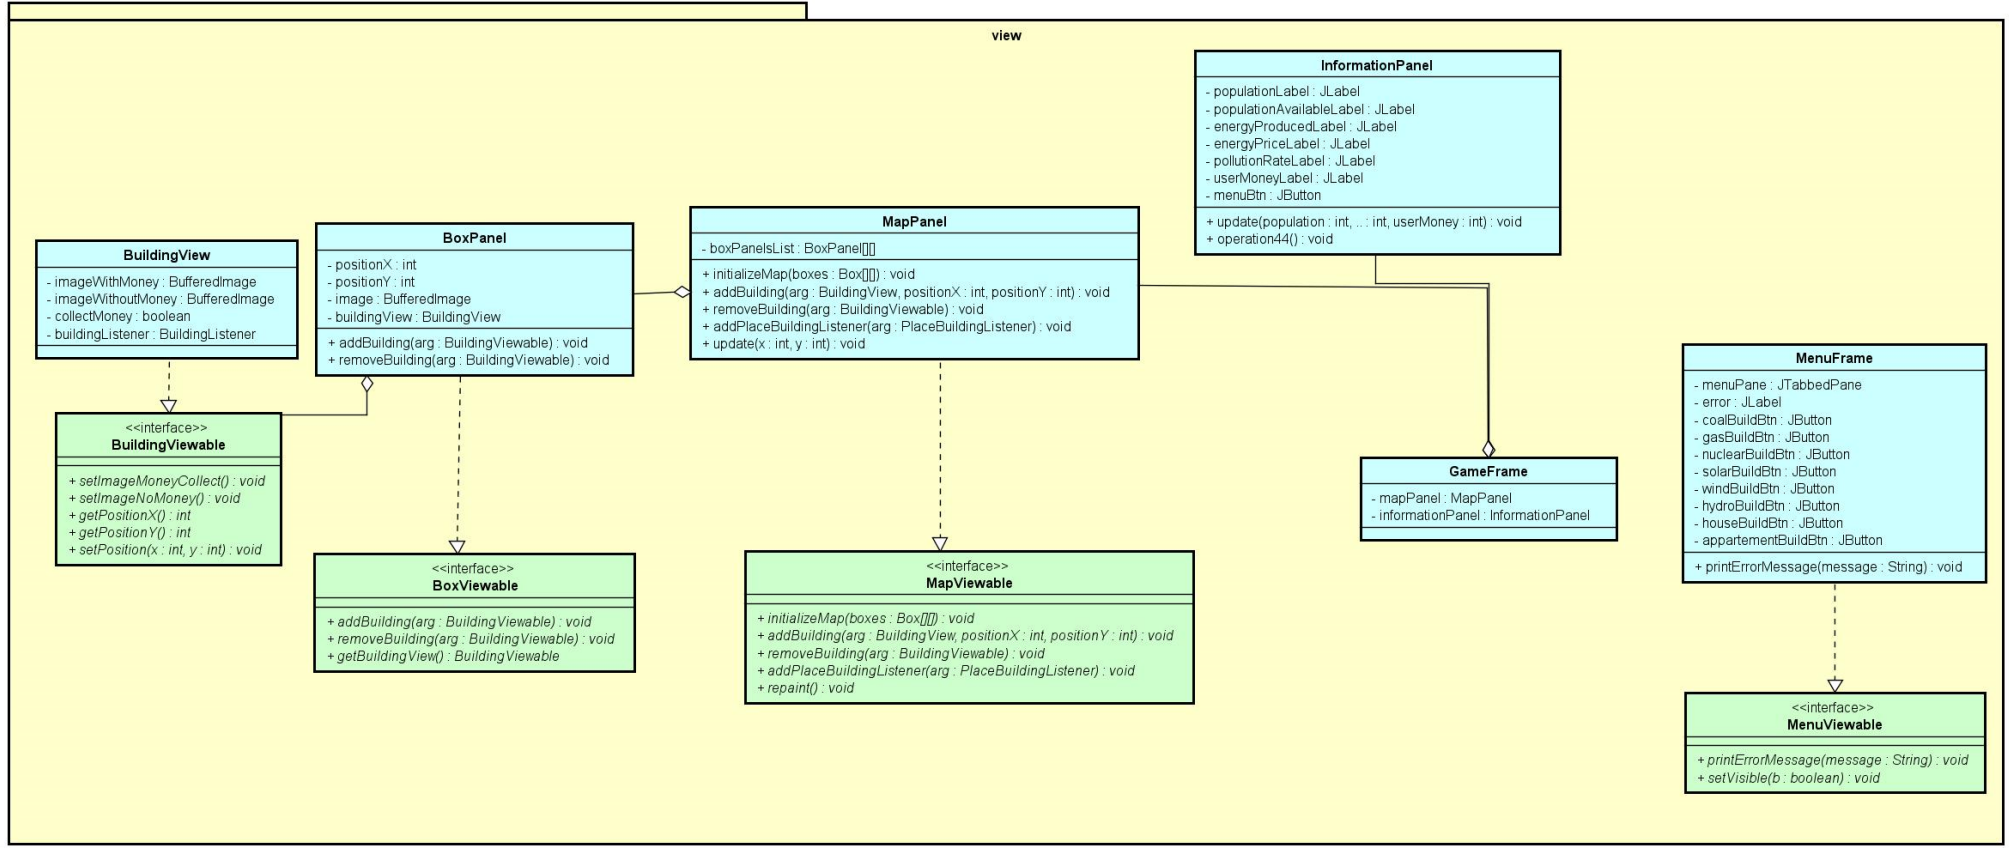 view
InformationPanel
- populationLabel : JLabel
- populationAvailableLabel : JLabel
- energyProducedLabel : JLabel
- energyPriceLabel : JLabel
- pollutionRateLabel : JLabel
- userMoneyLabel : JLabel
- menuBtn : JButton
+ update(population : int, .. : int, userMoney : int) : void
+ operation44() : void
MapPanel
- boxPanelsList : BoxPanel[][]
+ initializeMap(boxes : Box[][]) : void
+ addBuilding(arg : BuildingView, positionX : int, positionY : int) : void
+ removeBuilding(arg : BuildingViewable) : void
+ addPlaceBuildingListener(arg : PlaceBuildingListener) : void
+ update(x : int, y : int) : void
BoxPanel
- positionX : int
- positionY : int
- image : BufferedImage
- buildingView : BuildingView
+ addBuilding(arg : BuildingViewable) : void
+ removeBuilding(arg : BuildingViewable) : void
BuildingView
- imageWithMoney : BufferedImage
- imageWithoutMoney : BufferedImage
- collectMoney : boolean
- buildingListener : BuildingListener
MenuFrame
- menuPane : JTabbedPane
- error : JLabel
- coalBuildBtn : JButton
- gasBuildBtn : JButton
- nuclearBuildBtn : JButton
- solarBuildBtn : JButton
- windBuildBtn : JButton
- hydroBuildBtn : JButton
- houseBuildBtn : JButton
- appartementBuildBtn : JButton
+ printErrorMessage(message : String) : void
<<interface>>
BuildingViewable
+ setImageMoneyCollect() : void
+ setImageNoMoney() : void
+ getPositionX() : int
+ getPositionY() : int
+ setPosition(x : int, y : int) : void
GameFrame
- mapPanel : MapPanel
- informationPanel : InformationPanel
<<interface>>
BoxViewable
+ addBuilding(arg : BuildingViewable) : void
+ removeBuilding(arg : BuildingViewable) : void
+ getBuildingView() : BuildingViewable
<<interface>>
MapViewable
+ initializeMap(boxes : Box[][]) : void
+ addBuilding(arg : BuildingView, positionX : int, positionY : int) : void
+ removeBuilding(arg : BuildingViewable) : void
+ addPlaceBuildingListener(arg : PlaceBuildingListener) : void
+ repaint() : void
<<interface>>
MenuViewable
+ printErrorMessage(message : String) : void
+ setVisible(b : boolean) : void